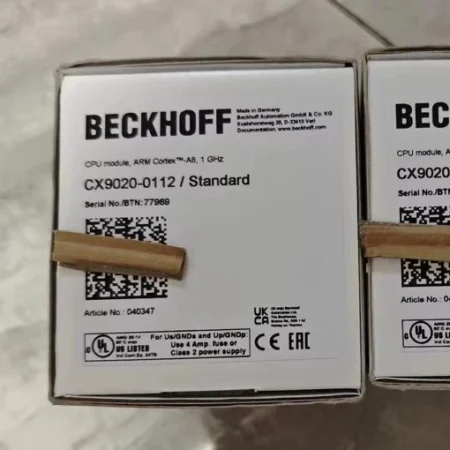 BECKHOFF
Made in Germany
Beckhoff Automation GmbH & Co. KG
Huelshorstweg 20, D-33415 Verl
Documentation: www.beckhoff.com
CPU module, ARM Cortex™-A8, 1 GHz
CX9020-0112 / Standard
Serial No./BTN: 77969
Article No.: 040347
UL
US LISTED
For Us/GNDs and Up/GNDp:
Use 4 Amp. fuse or
Class 2 power supply
UK
CA
CE EAC
BECKHOFF
CX9020
Serial No
Article No